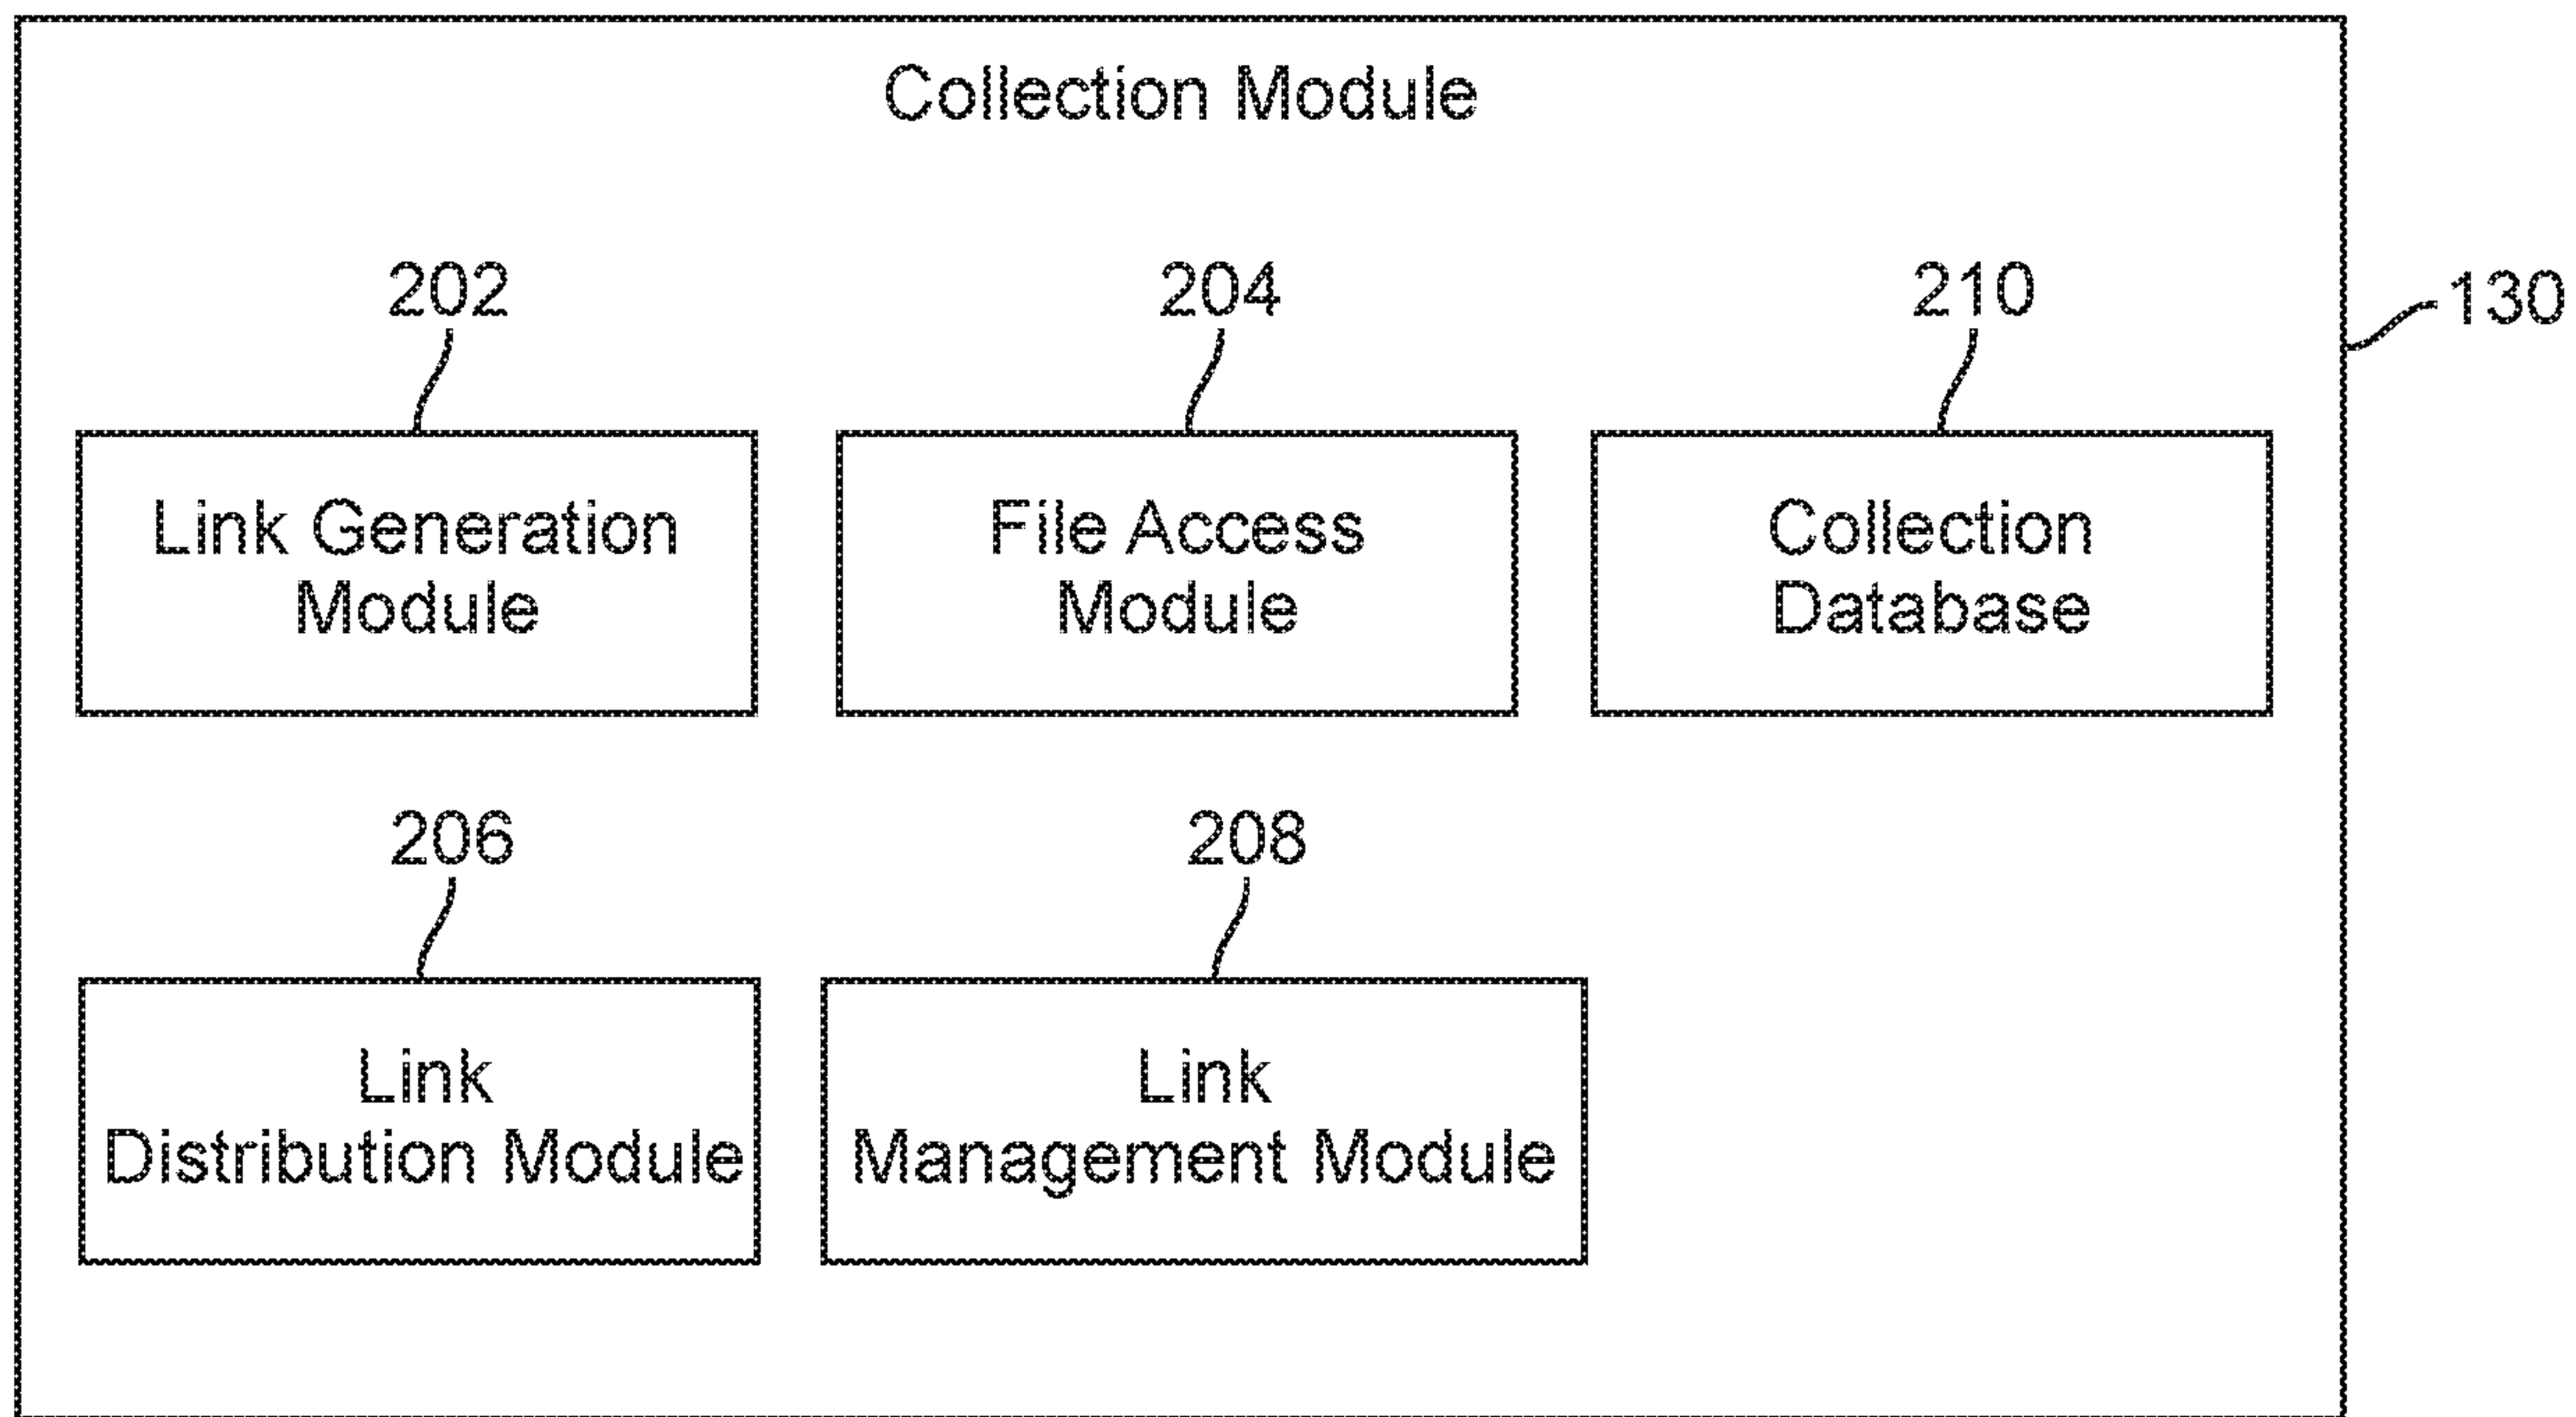 Collection Module
202
204
210
130
Link Generation
Module
File Access
Module
Collection
Database
206
208
Link
Distribution Module
Link
Management Module